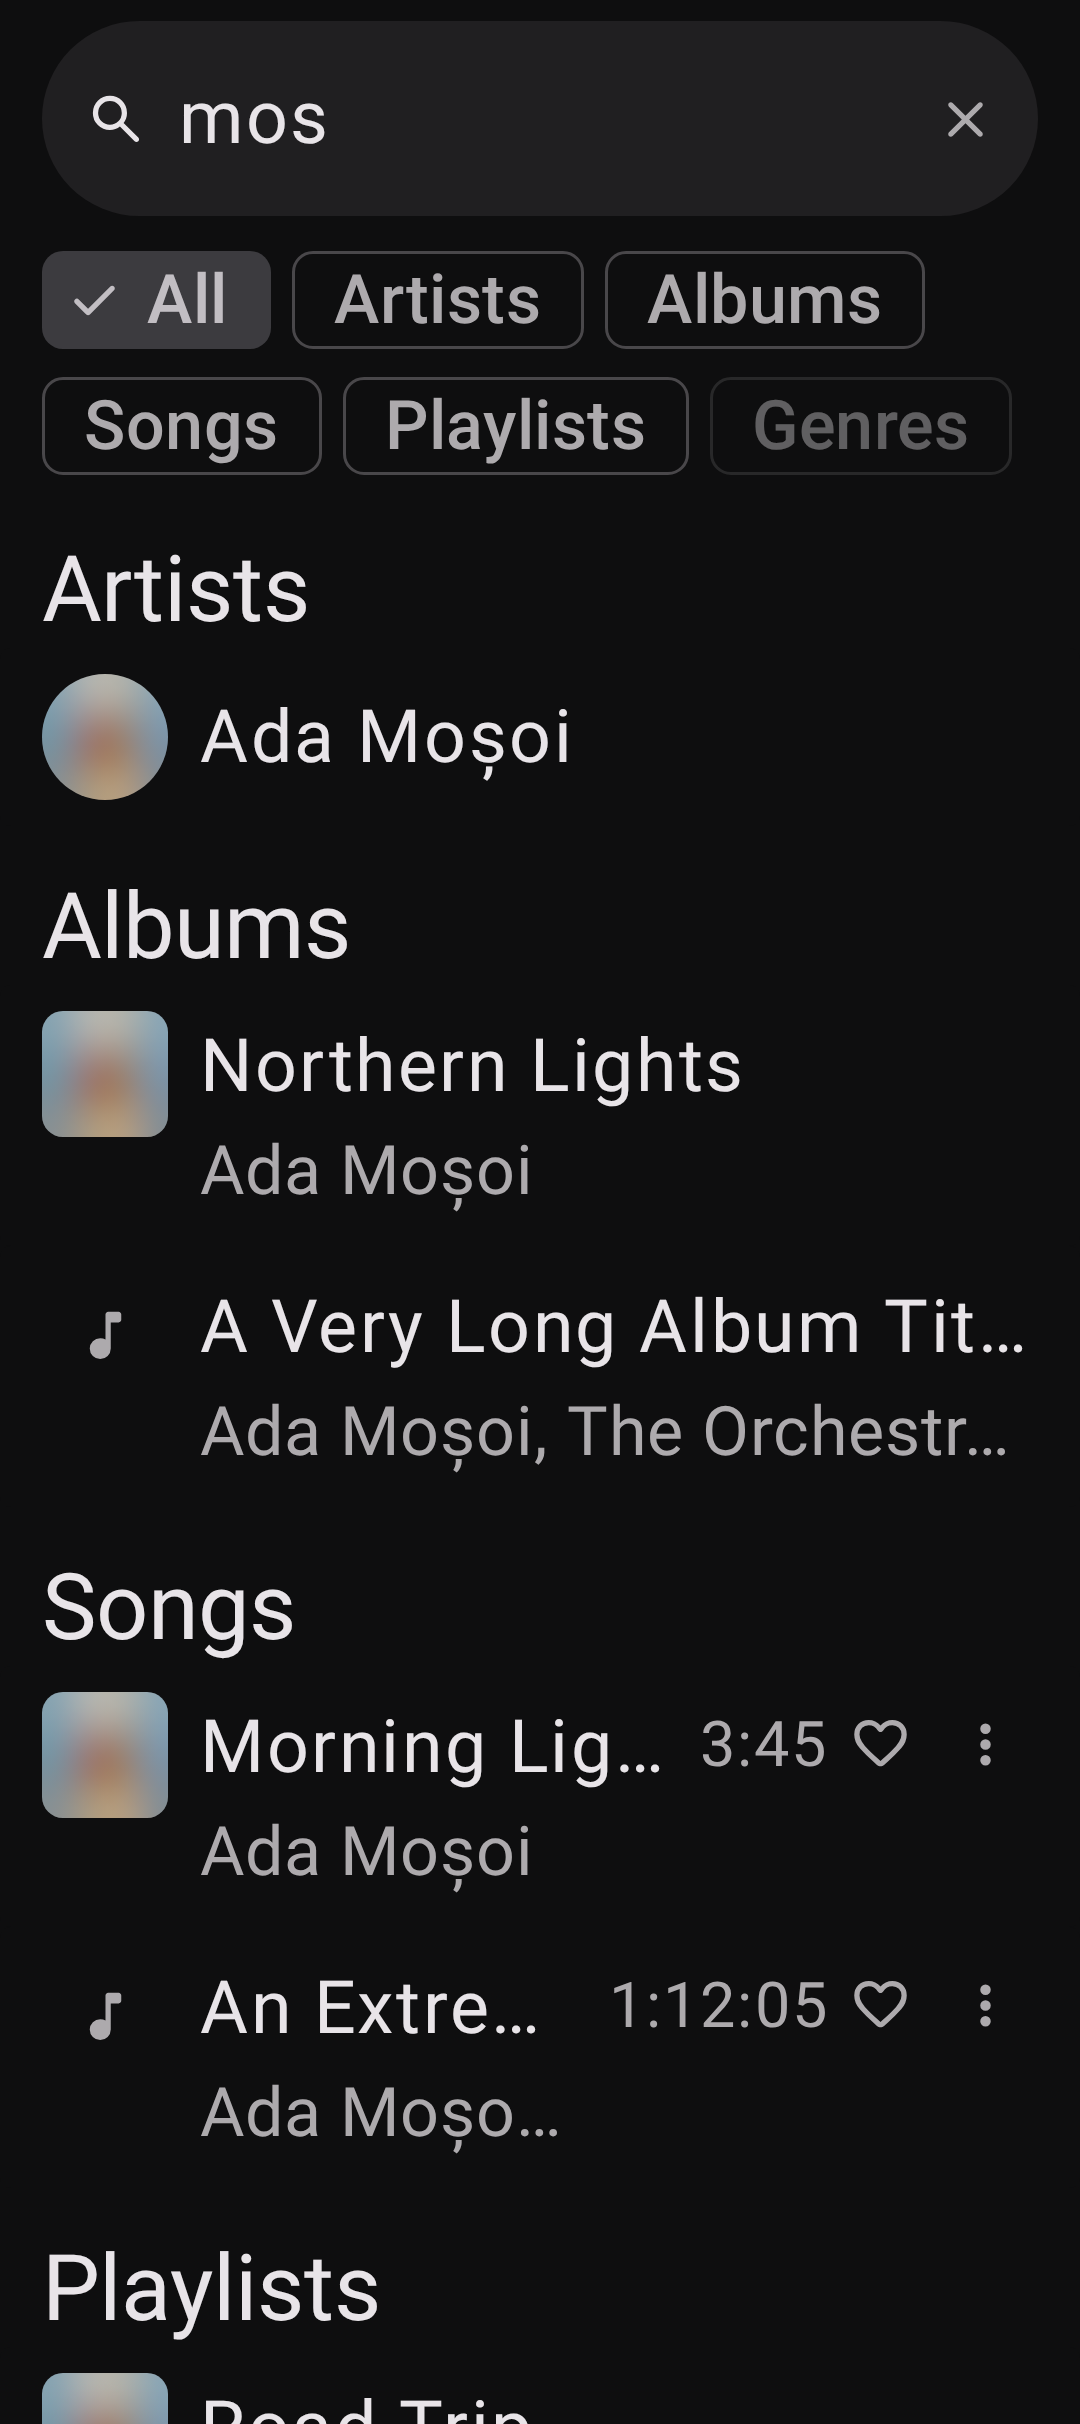 mos
All
Artists
Albums
Songs
Playlists
Genres
Artists
Ada Moșoi
Albums
Northern Lights
Ada Moșoi
A Very Long Album Tit…
Ada Moșoi, The Orchestr…
Songs
Morning Lig… 3:45
Ada Moșoi
An Extre… 1:12:05
Ada Moșo…
Playlists
Road Trip